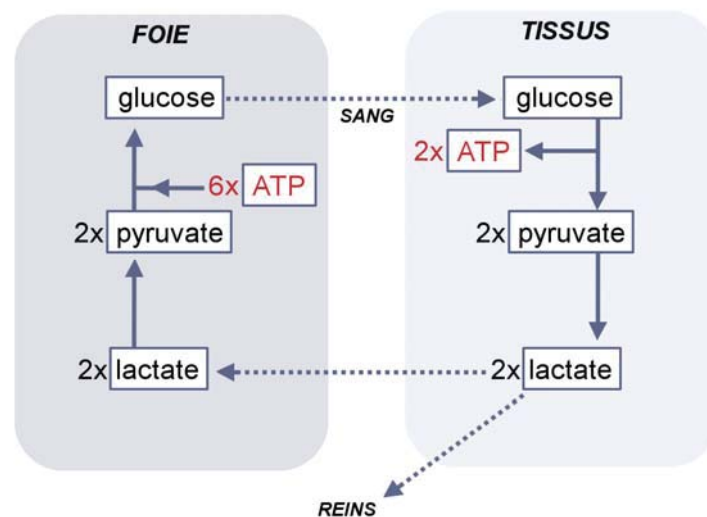 FOIE
TISSUS
glucose
glucose
SANG
2x ATP
6x ATP
2x pyruvate
2x pyruvate
2x lactate
2x lactate
REINS